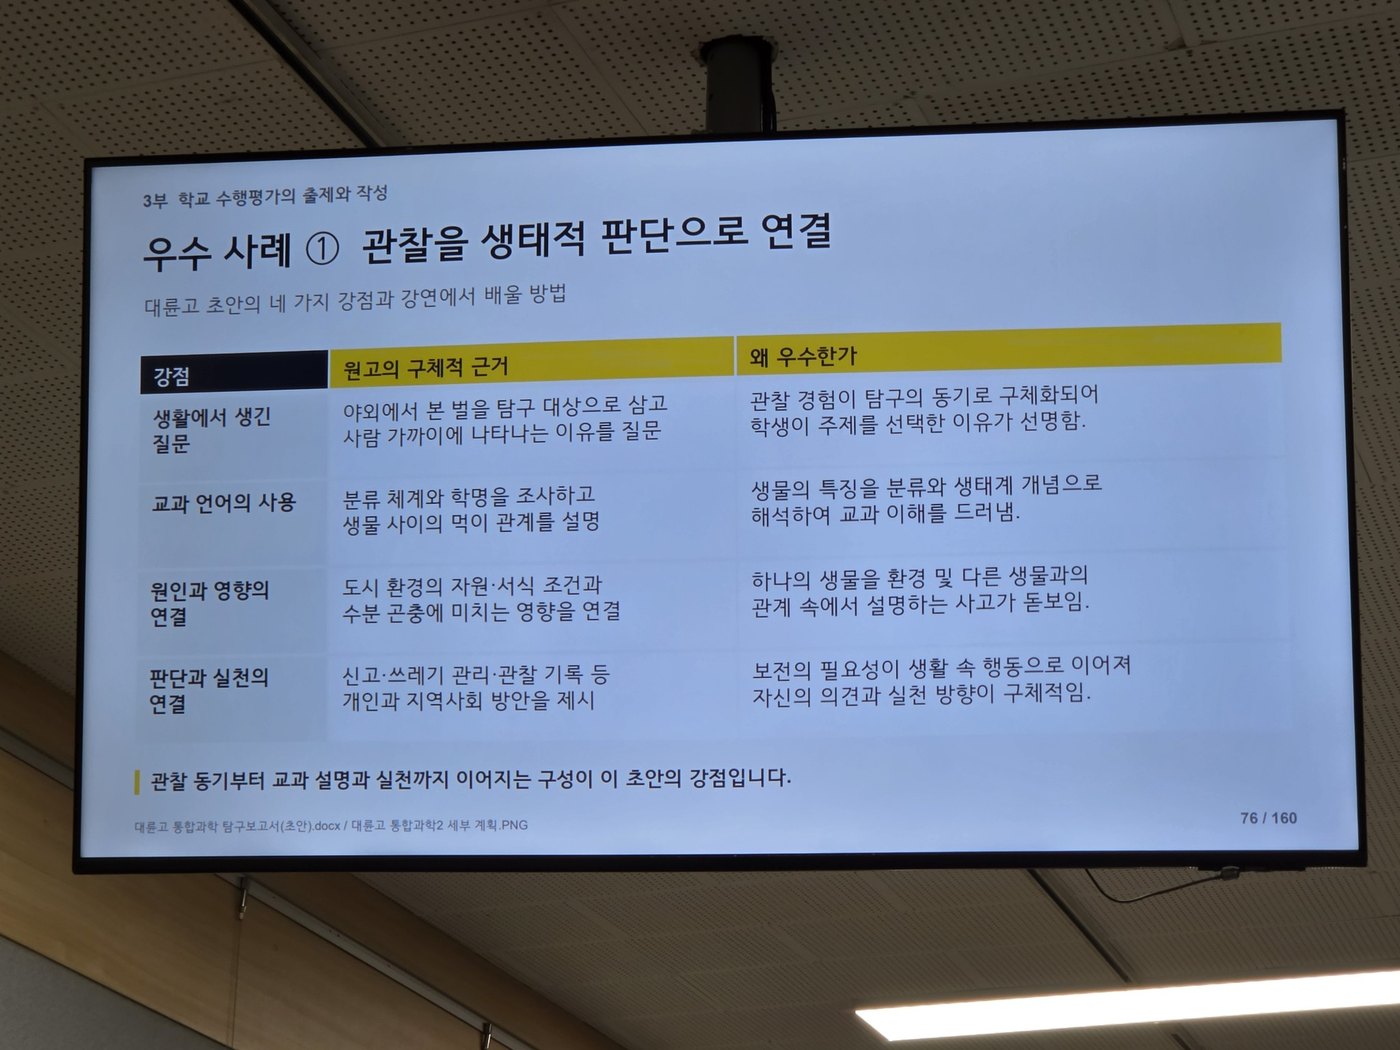 3부 학교 수행평가의 출제와 작성
우수 사례 ① 관찰을 생태적 판단으로 연결
대륜고 초안의 네 가지 강점과 강연에서 배울 방법
강점
원고의 구체적 근거
왜 우수한가
생활에서 생긴
질문
야외에서 본 벌을 탐구 대상으로 삼고
사람 가까이에 나타나는 이유를 질문
관찰 경험이 탐구의 동기로 구체화되어
학생이 주제를 선택한 이유가 선명함.
교과 언어의 사용
분류 체계와 학명을 조사하고
생물 사이의 먹이 관계를 설명
생물의 특징을 분류와 생태계 개념으로
해석하여 교과 이해를 드러냄.
원인과 영향의
연결
도시 환경의 자원·서식 조건과
수분 곤충에 미치는 영향을 연결
하나의 생물을 환경 및 다른 생물과의
관계 속에서 설명하는 사고가 돋보임.
판단과 실천의
연결
신고·쓰레기 관리·관찰 기록 등
개인과 지역사회 방안을 제시
보전의 필요성이 생활 속 행동으로 이어져
자신의 의견과 실천 방향이 구체적임.
관찰 동기부터 교과 설명과 실천까지 이어지는 구성이 이 초안의 강점입니다.
대륜고 통합과학 탐구보고서(초안).docx / 대륜고 통합과학2 세부 계획.PNG
76 / 160